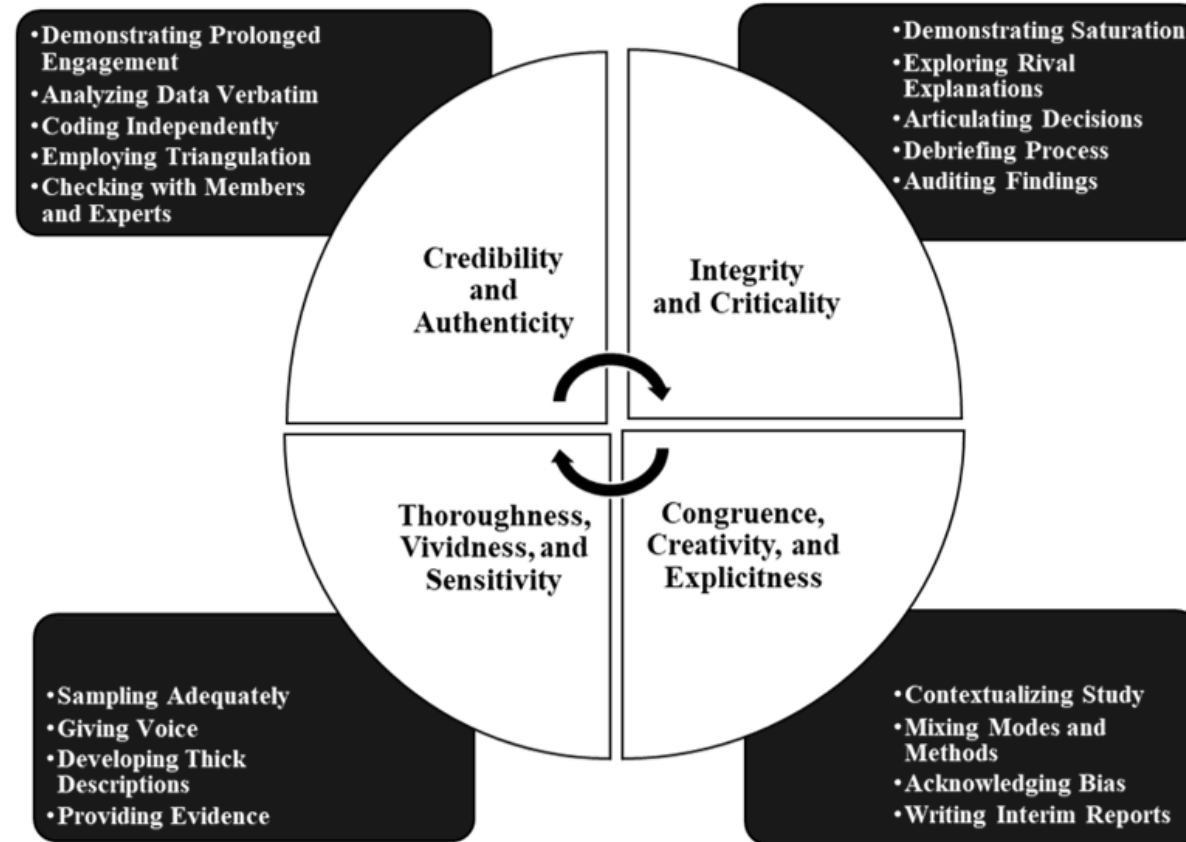 •Demonstrating Prolonged
Engagement
•Analyzing Data Verbatim
•Coding Independently
•Employing Triangulation
•Checking with Members
and Experts
•Demonstrating Saturation
•Exploring Rival
Explanations
•Articulating Decisions
•Debriefing Process
•Auditing Findings
Credibility
and
Authenticity
Integrity
and Criticality
Thoroughness,
Vividness, and
Sensitivity
Congruence,
Creativity, and
Explicitness
•Sampling Adequately
•Giving Voice
•Developing Thick
Descriptions
•Providing Evidence
•Contextualizing Study
•Mixing Modes and
Methods
•Acknowledging Bias
•Writing Interim Reports